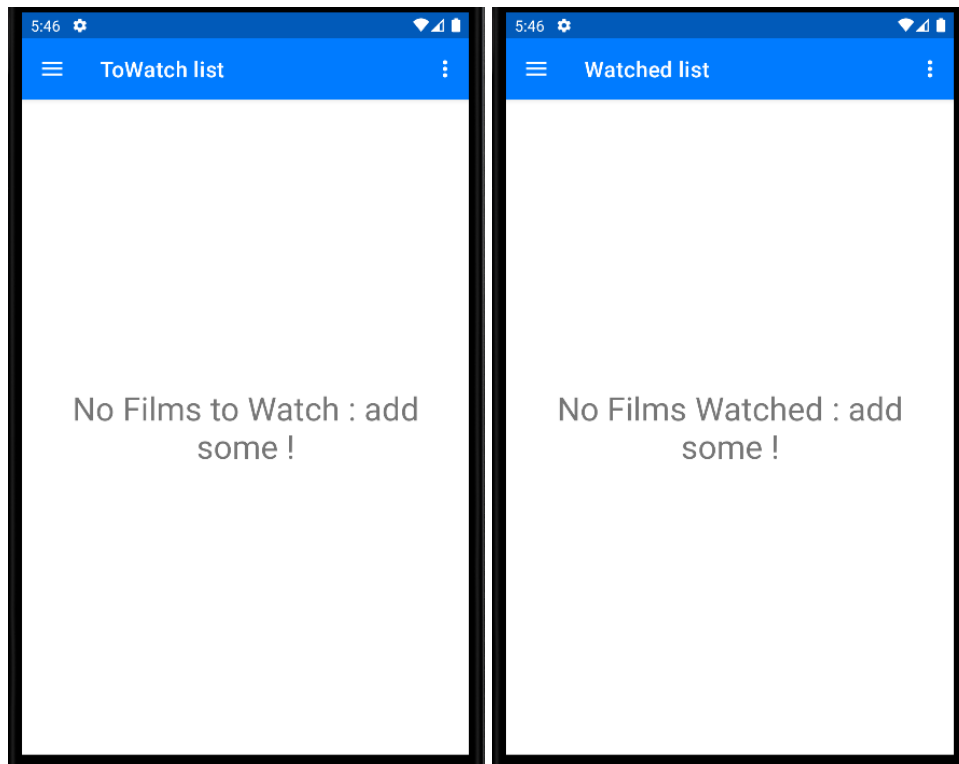 5:46
ToWatch list
No Films to Watch : add
some !
5:46
Watched list
No Films Watched : add
some !